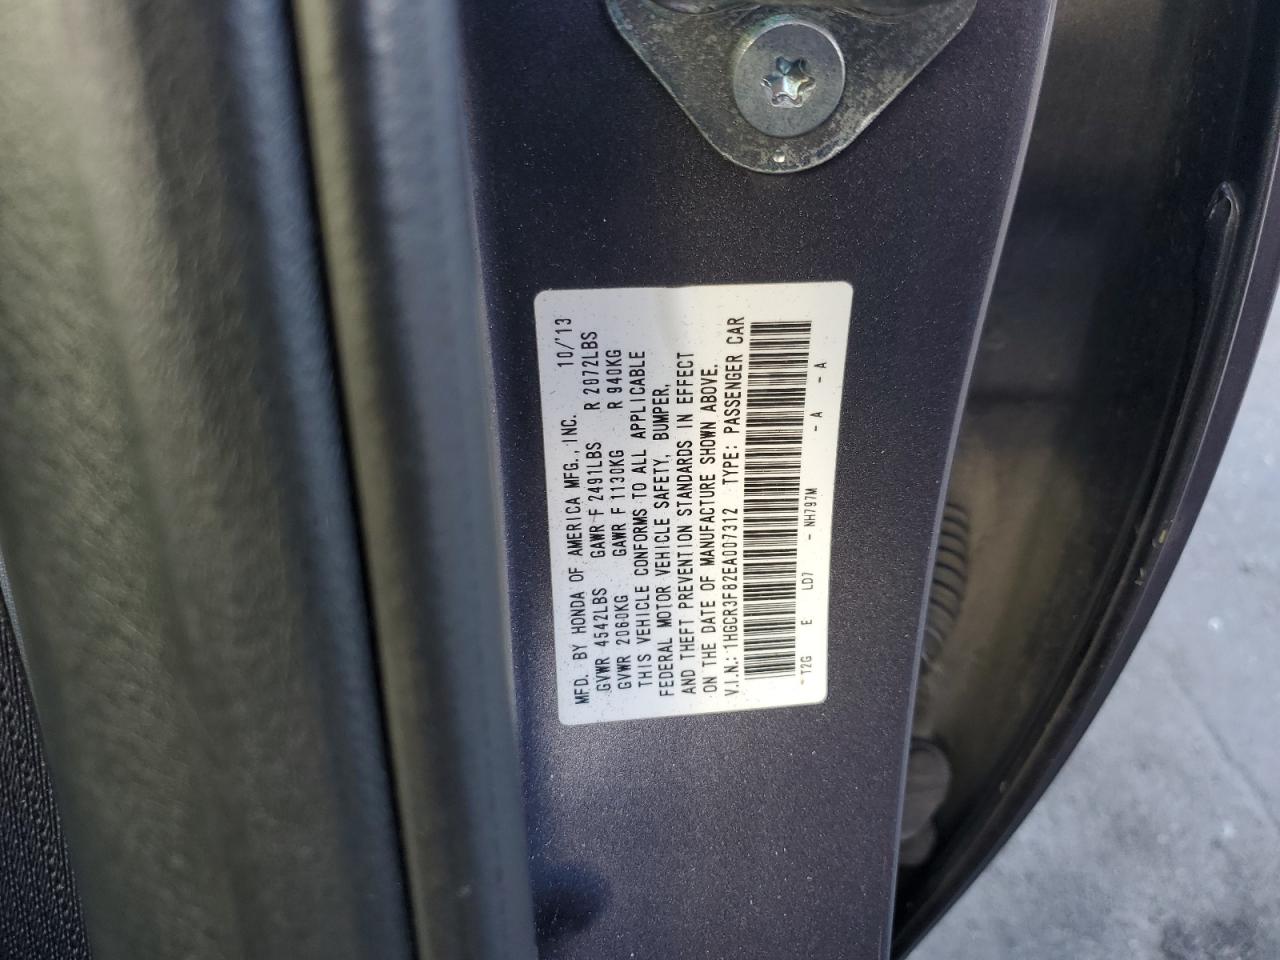 MFD. BY HONDA OF AMERICA MFG., INC. 10/'13
GVWR 4542LBS GAWR F 2491LBS R 2072LBS
GVWR 2060KG GAWR F 1130KG R 940KG
THIS VEHICLE CONFORMS TO ALL APPLICABLE
FEDERAL MOTOR VEHICLE SAFETY, BUMPER,
AND THEFT PREVENTION STANDARDS IN EFFECT
ON THE DATE OF MANUFACTURE SHOWN ABOVE.
V.I.N.: 1HGCR3F82EA007312 TYPE: PASSENGER CAR
- T2G E LD7 - NH797M - A - A